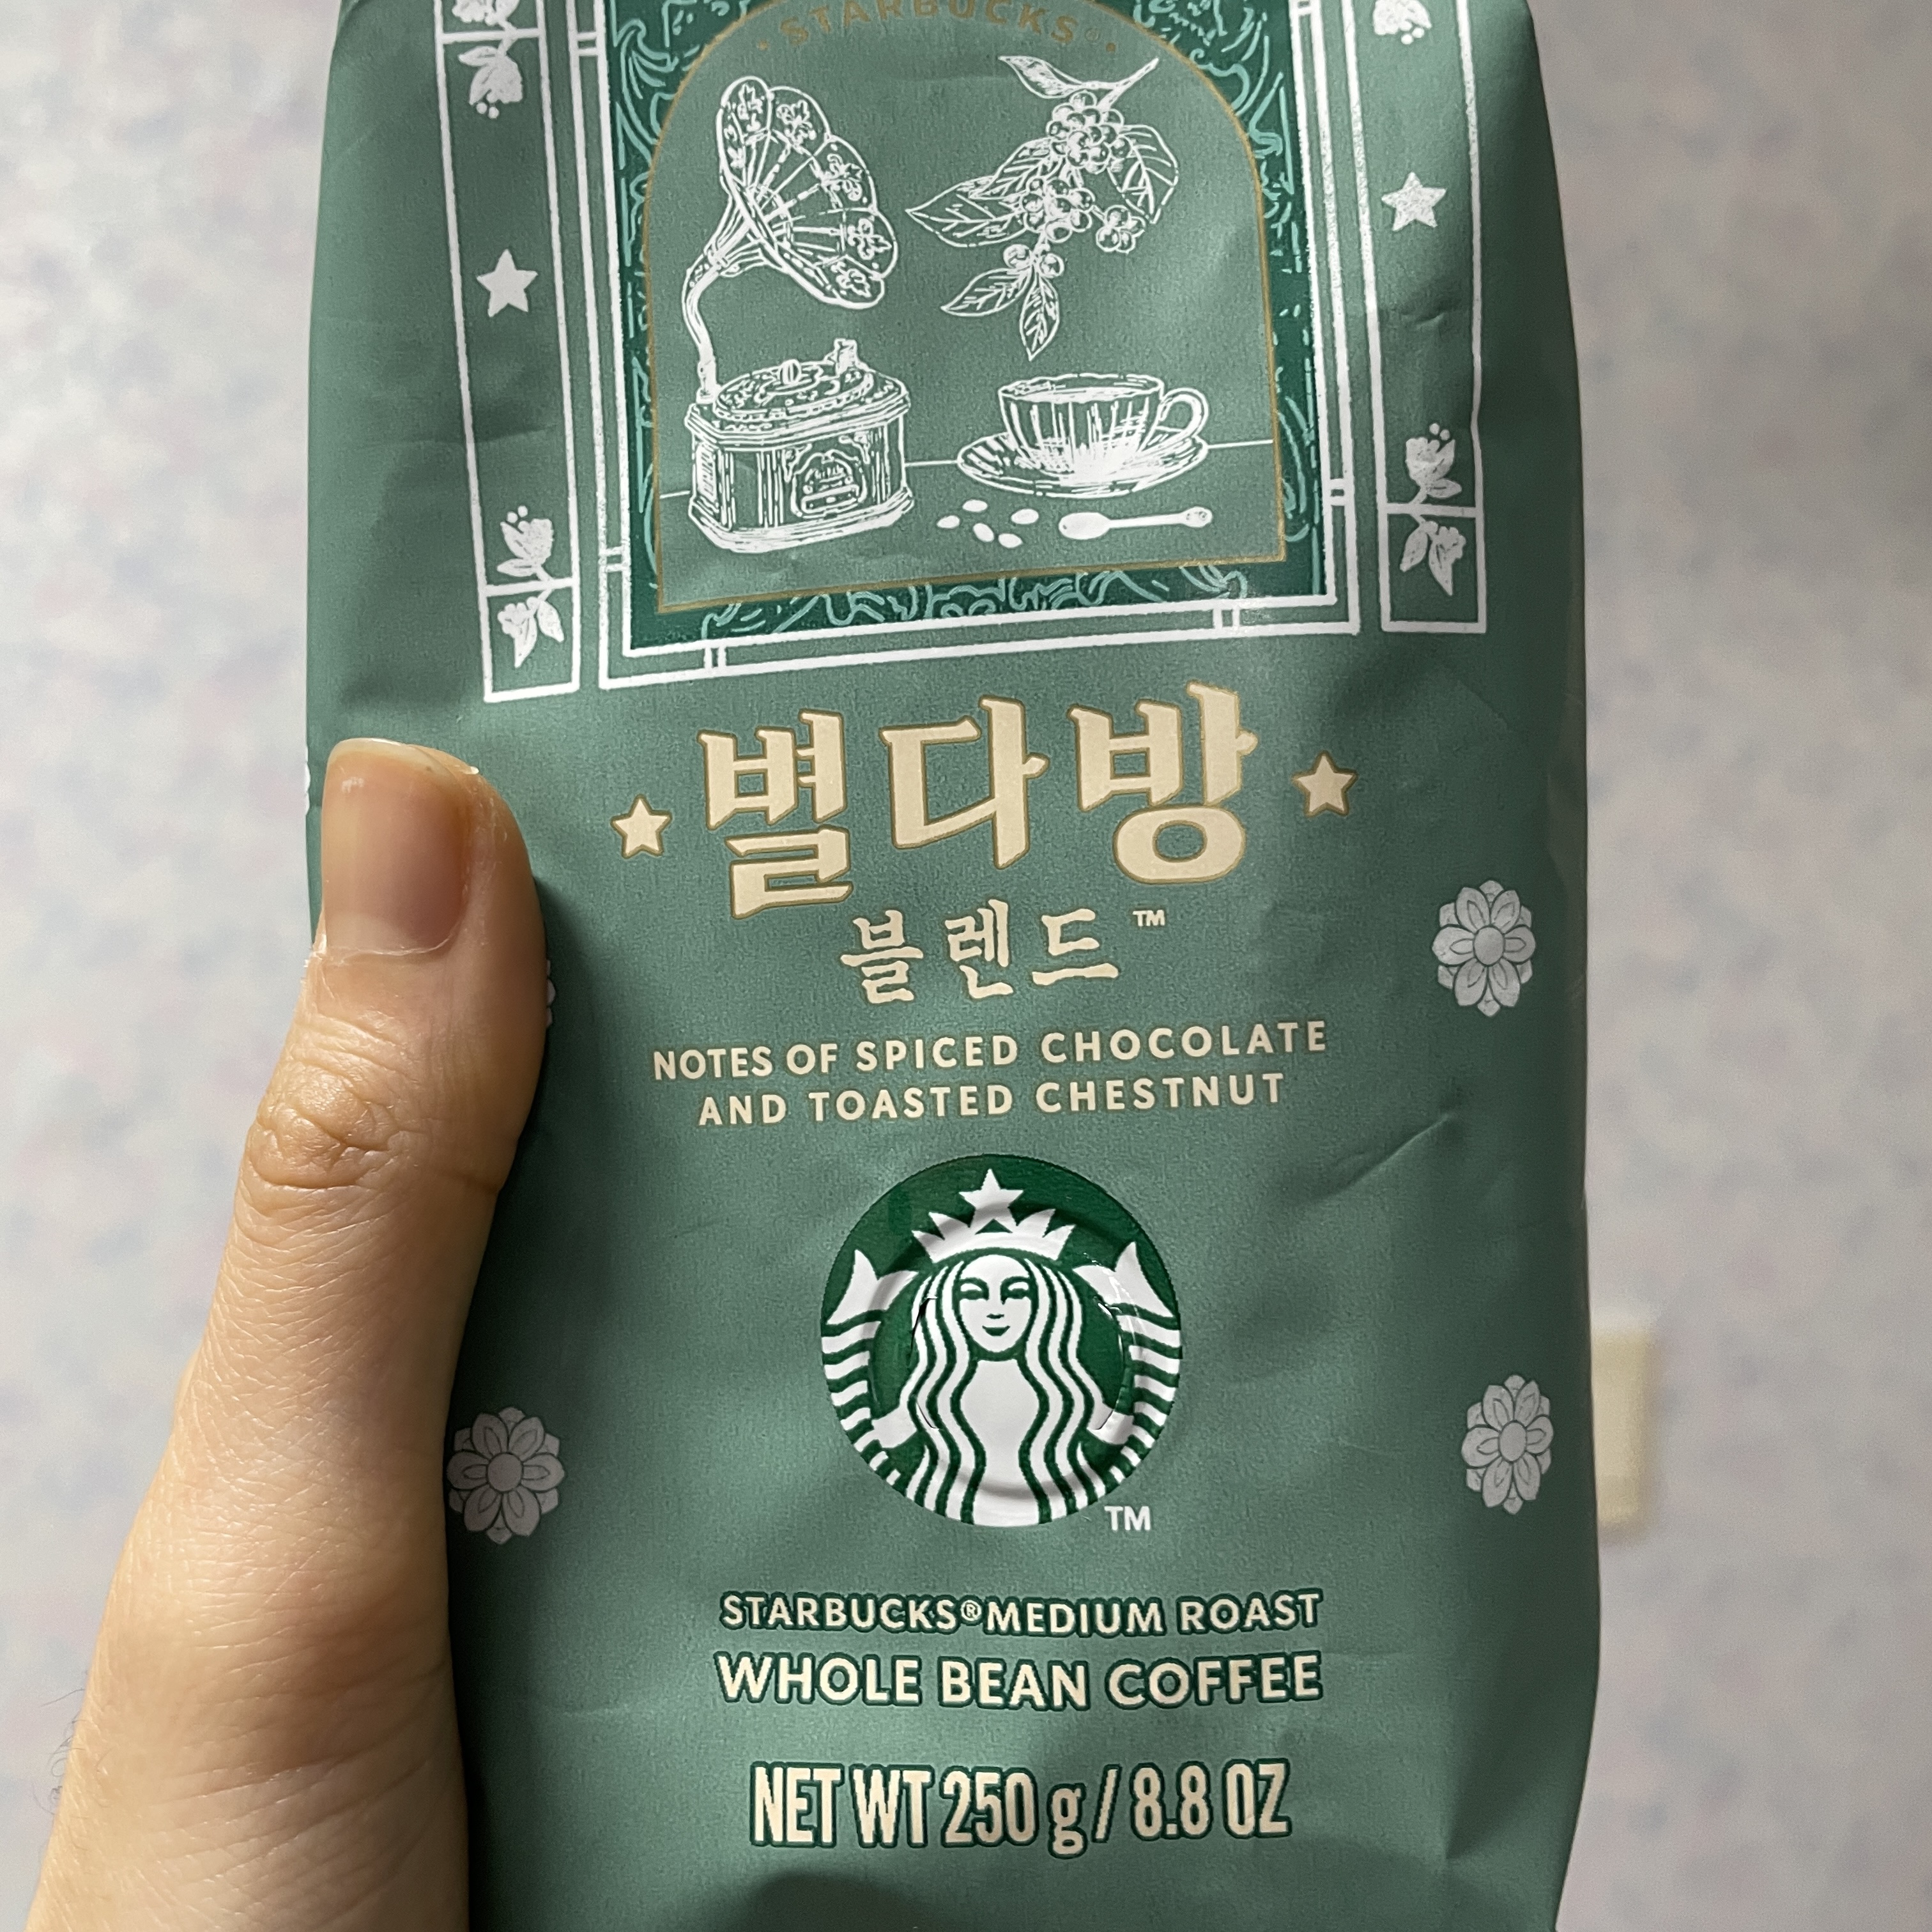 STARBUCKS®
별다방
블렌드™
NOTES OF SPICED CHOCOLATE
AND TOASTED CHESTNUT
TM
STARBUCKS® MEDIUM ROAST
WHOLE BEAN COFFEE
NET WT 250 g / 8.8 OZ